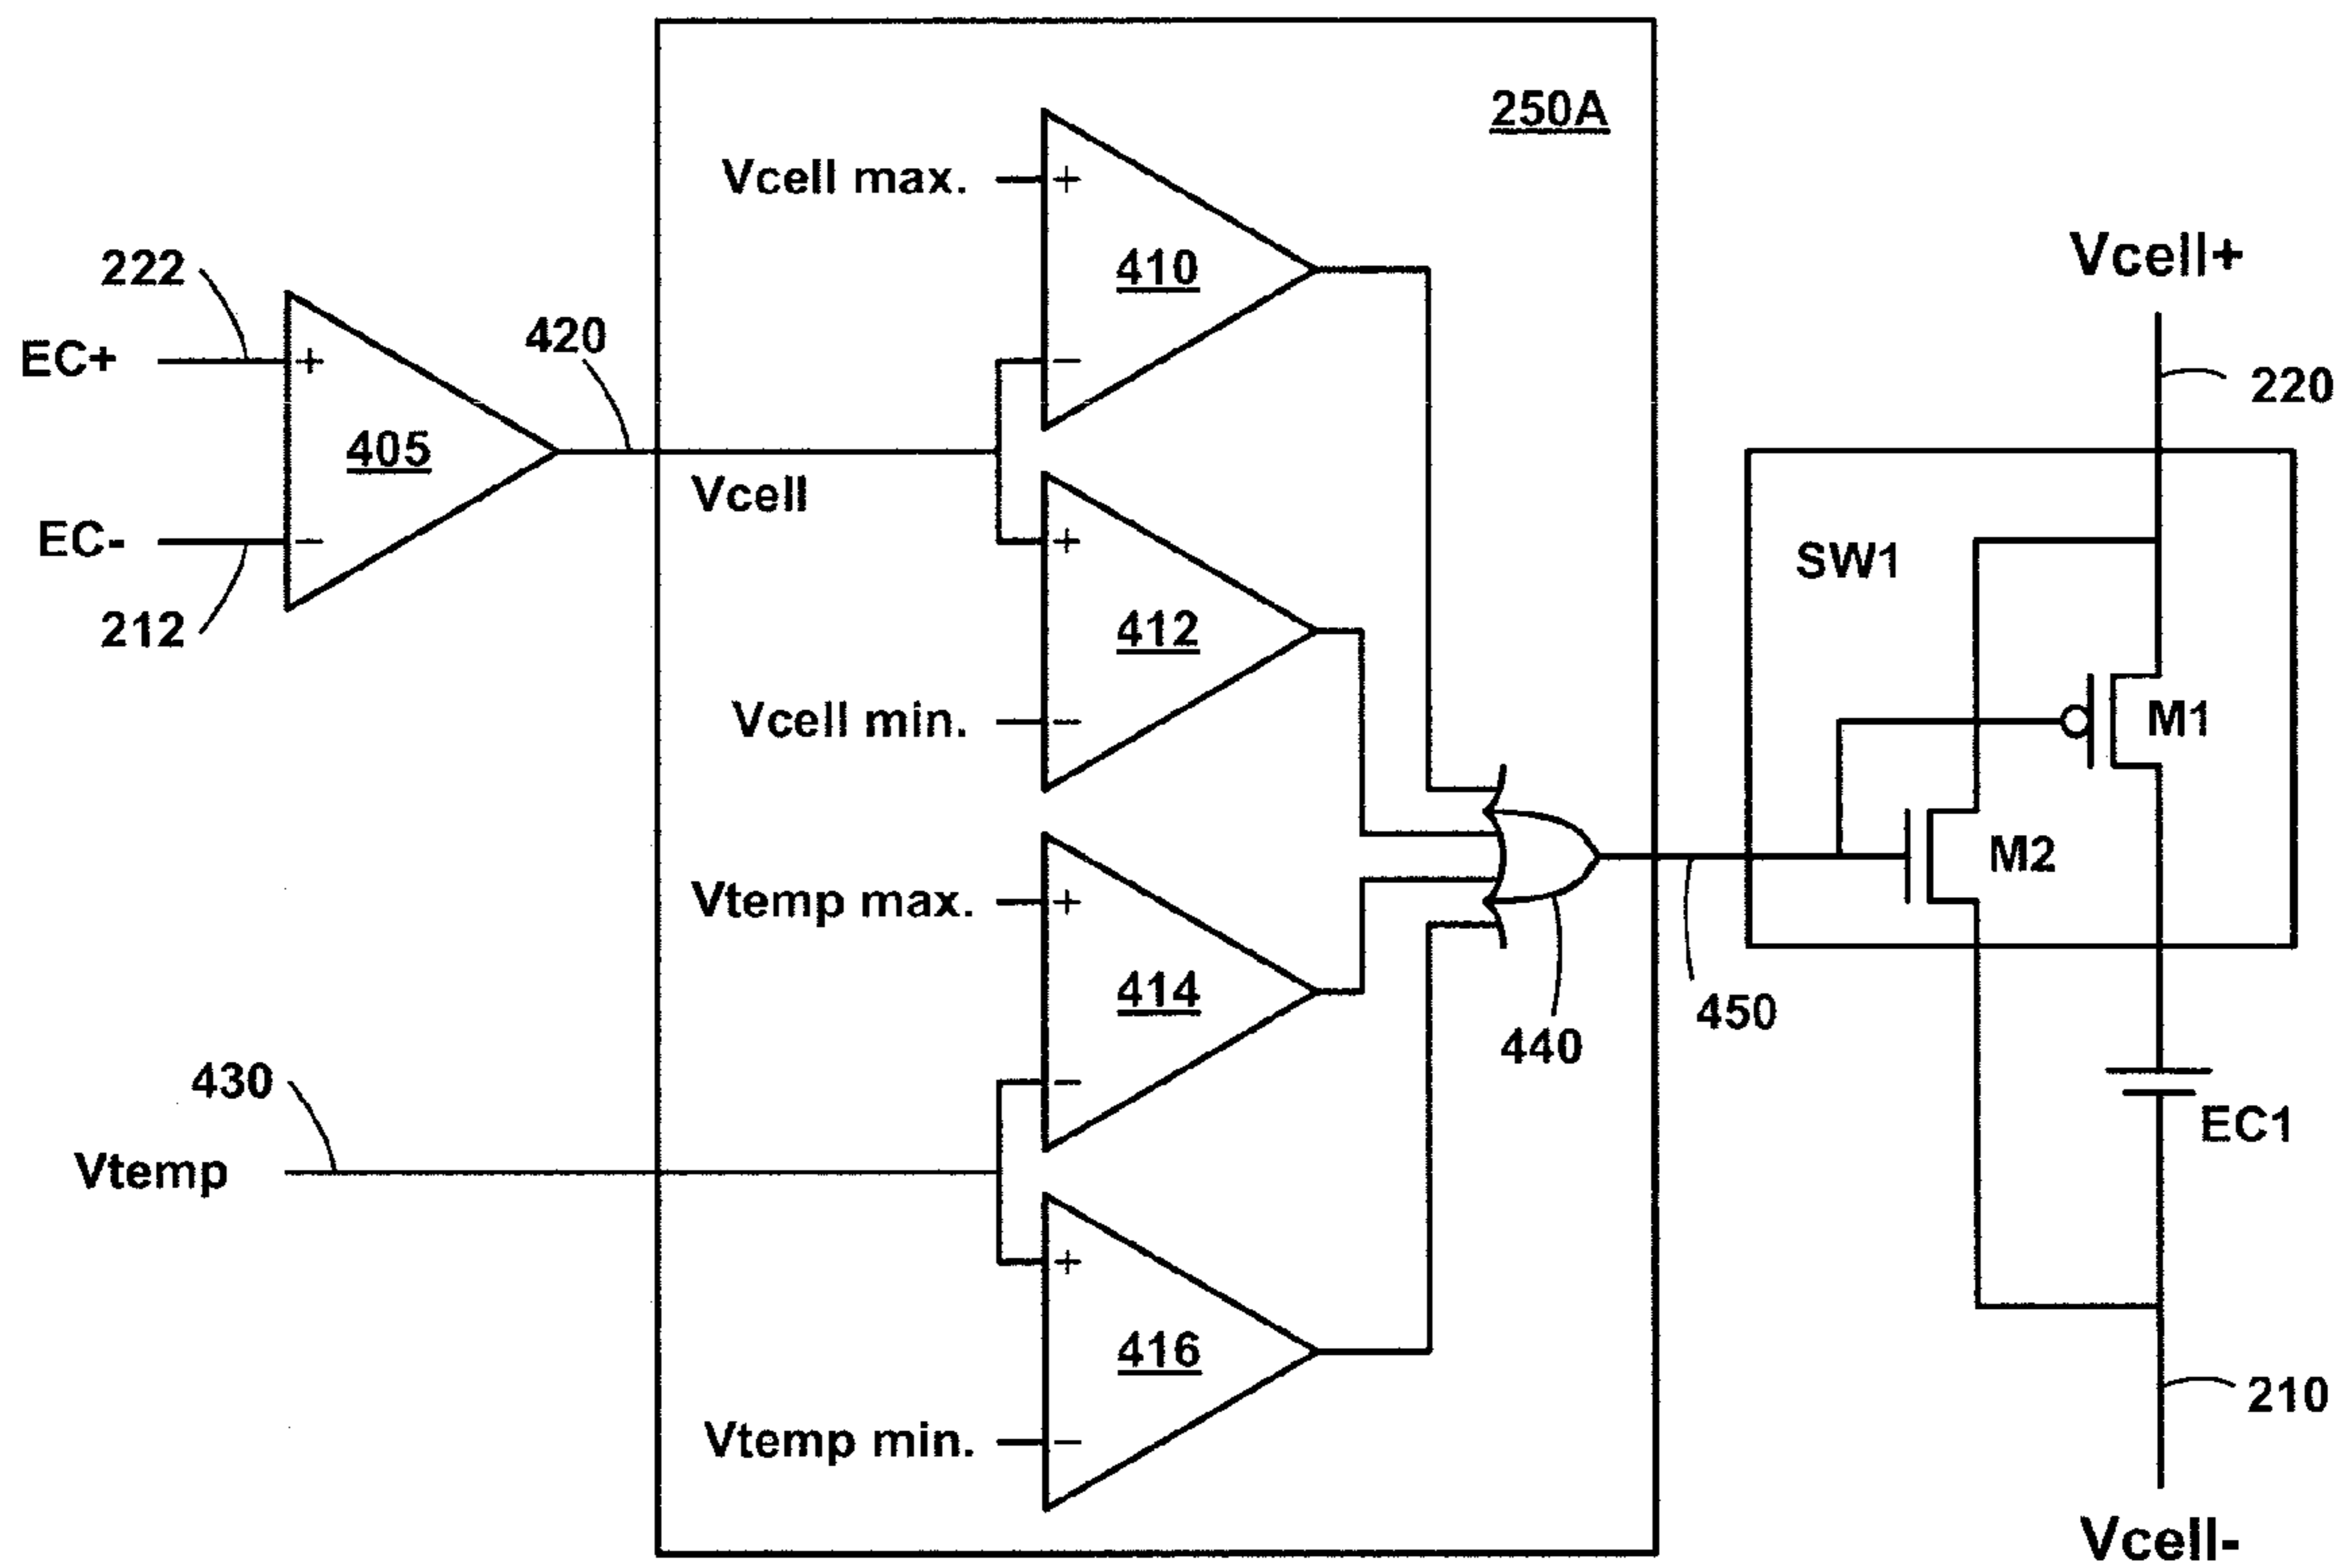 250A
Vcell max.
+
410
−
Vcell+
222
EC+
+
405
EC-
−
212
420
Vcell
220
+
412
Vcell min.
−
SW1
M1
M2
Vtemp max.
+
414
−
440
450
430
Vtemp
EC1
+
416
Vtemp min.
−
210
Vcell-